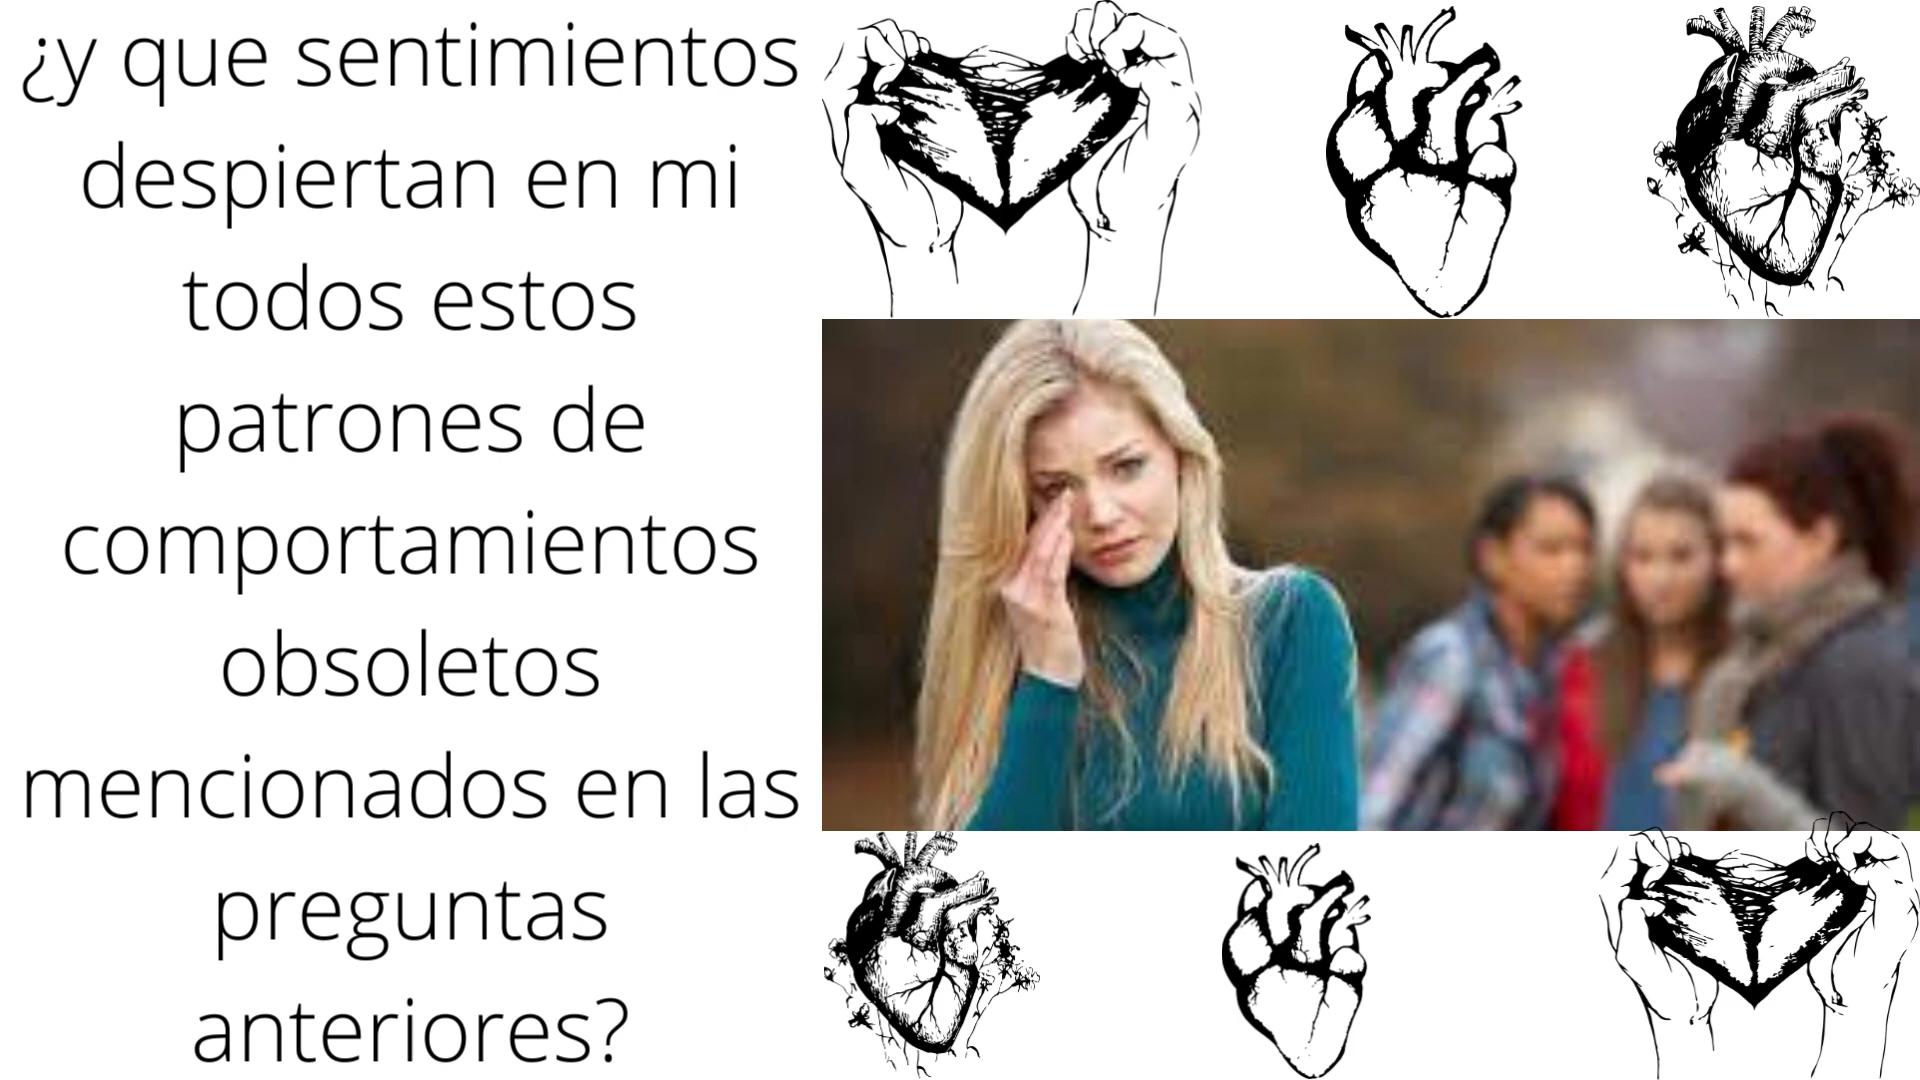 ¿y que sentimientos
despiertan en mi
todos estos
patrones de
comportamientos
obsoletos
mencionados en las
preguntas
anteriores?